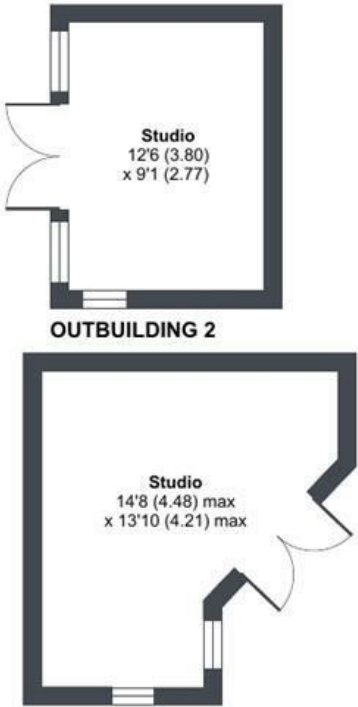 Studio
12'6 (3.80)
x 9'1 (2.77)
OUTBUILDING 2
Studio
14'8 (4.48) max
x 13'10 (4.21) max